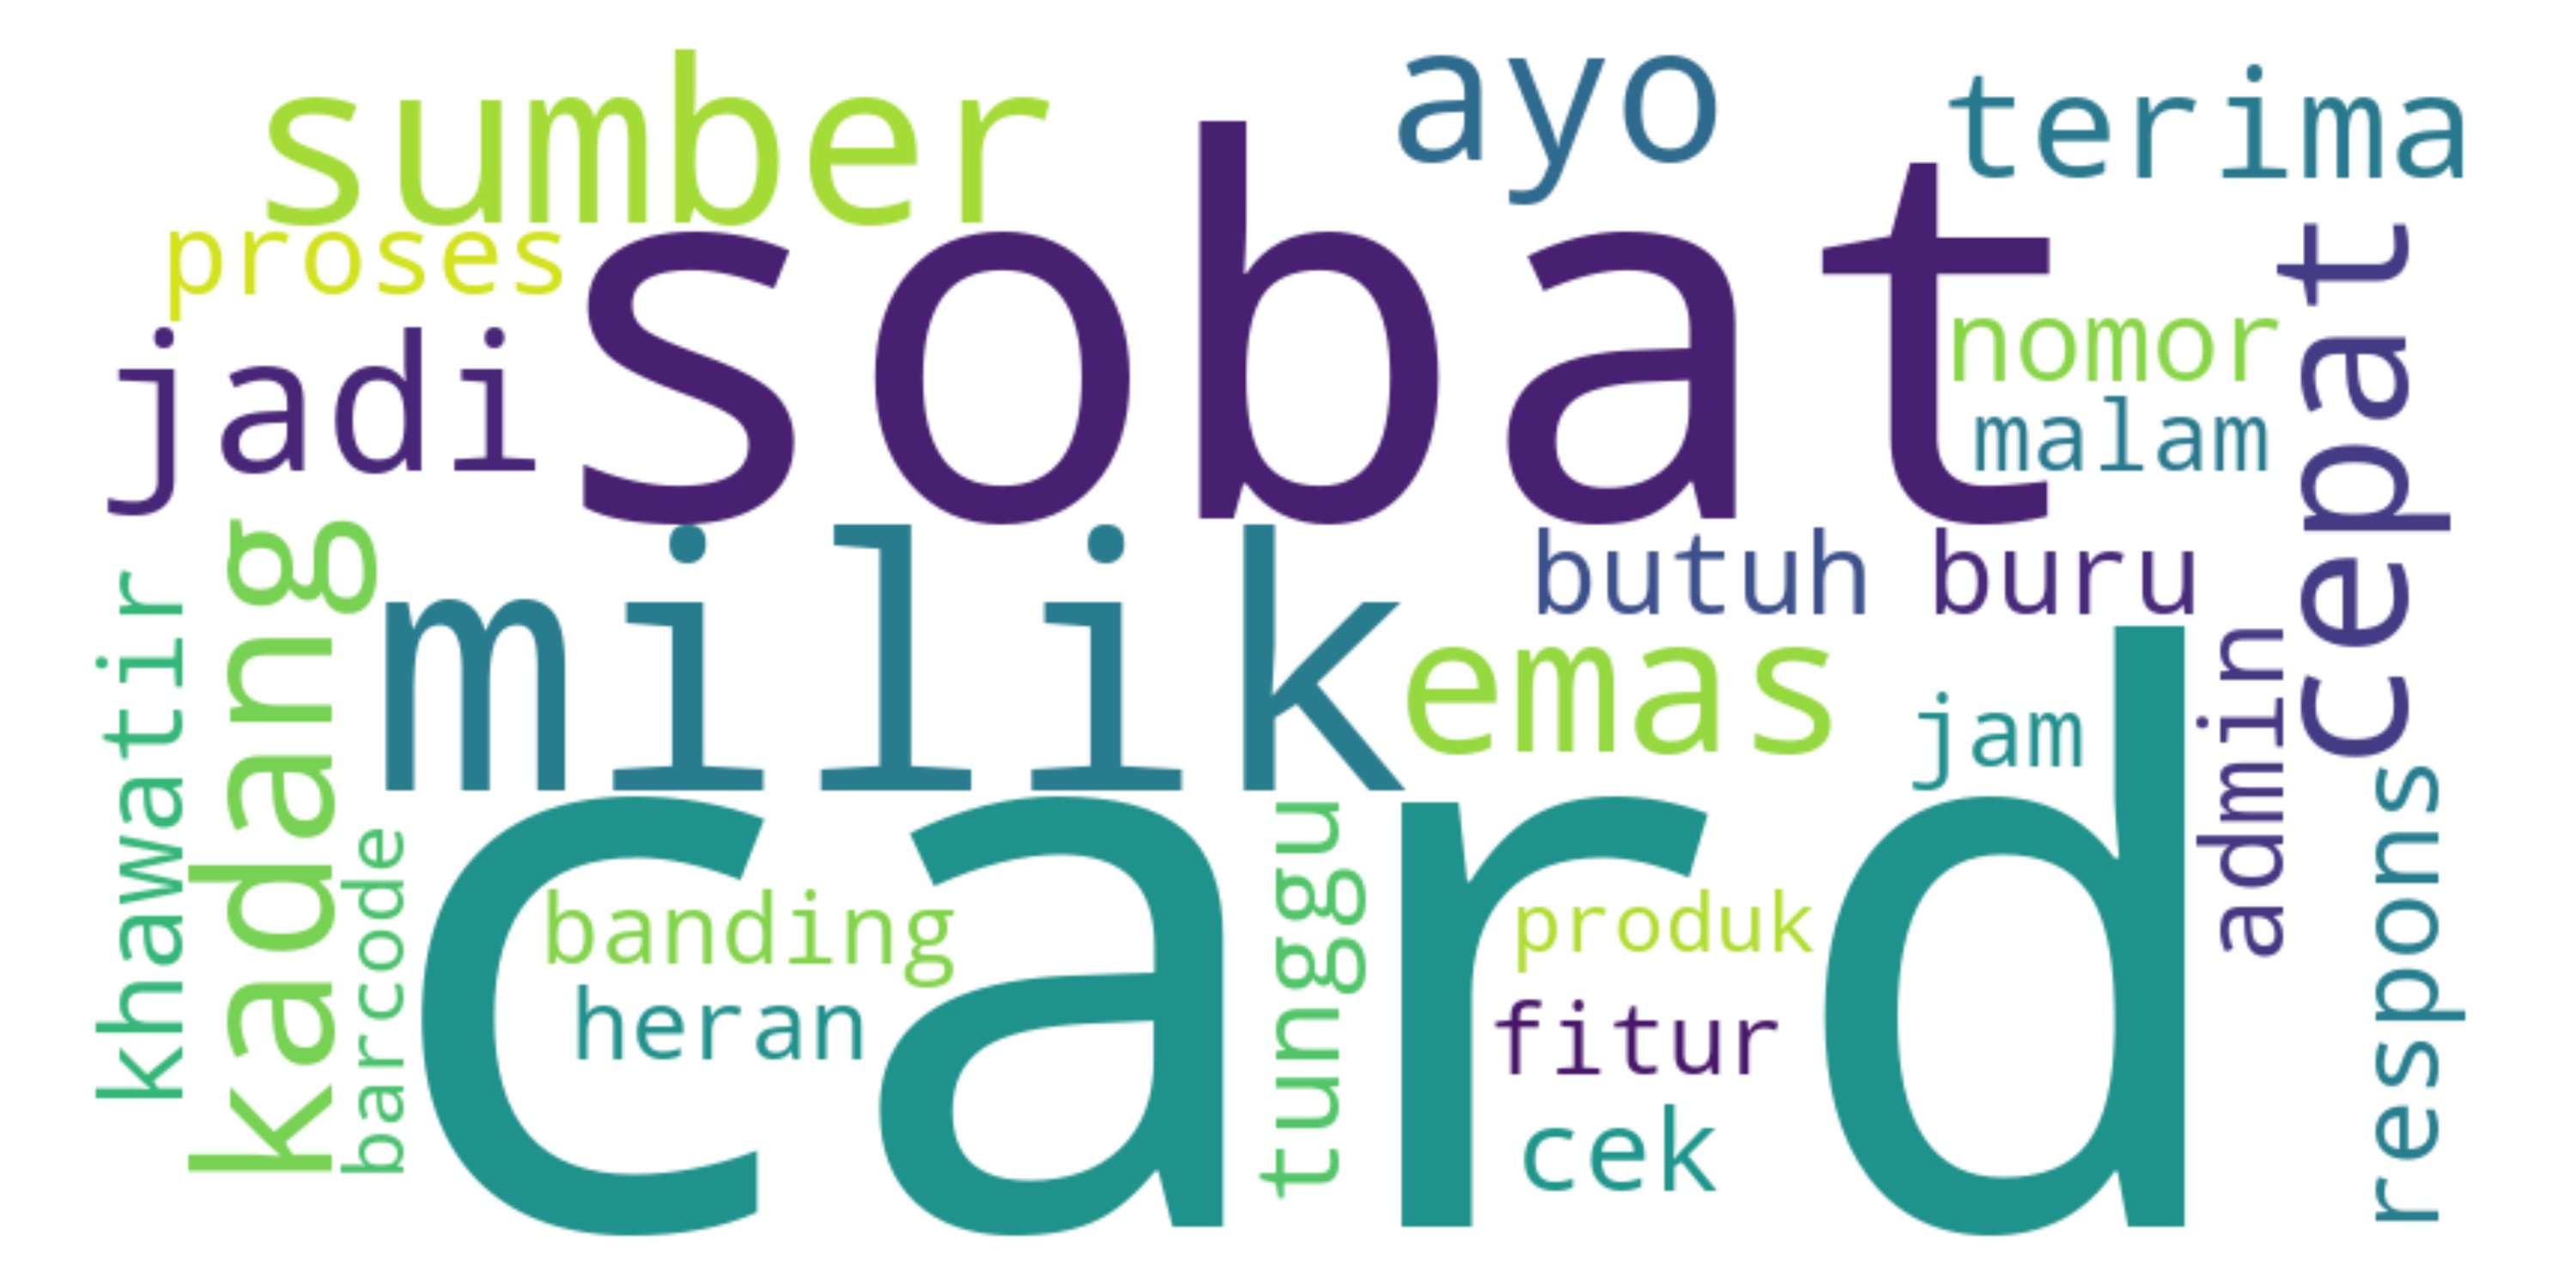 sumber
ayo
terima
proses
sobat
cepat
nomor
jadi
malam
kadang
milik
butuh
buru
khawatir
emas
admin
jam
card
barcode
banding
tunggu
produk
respons
heran
fitur
cek